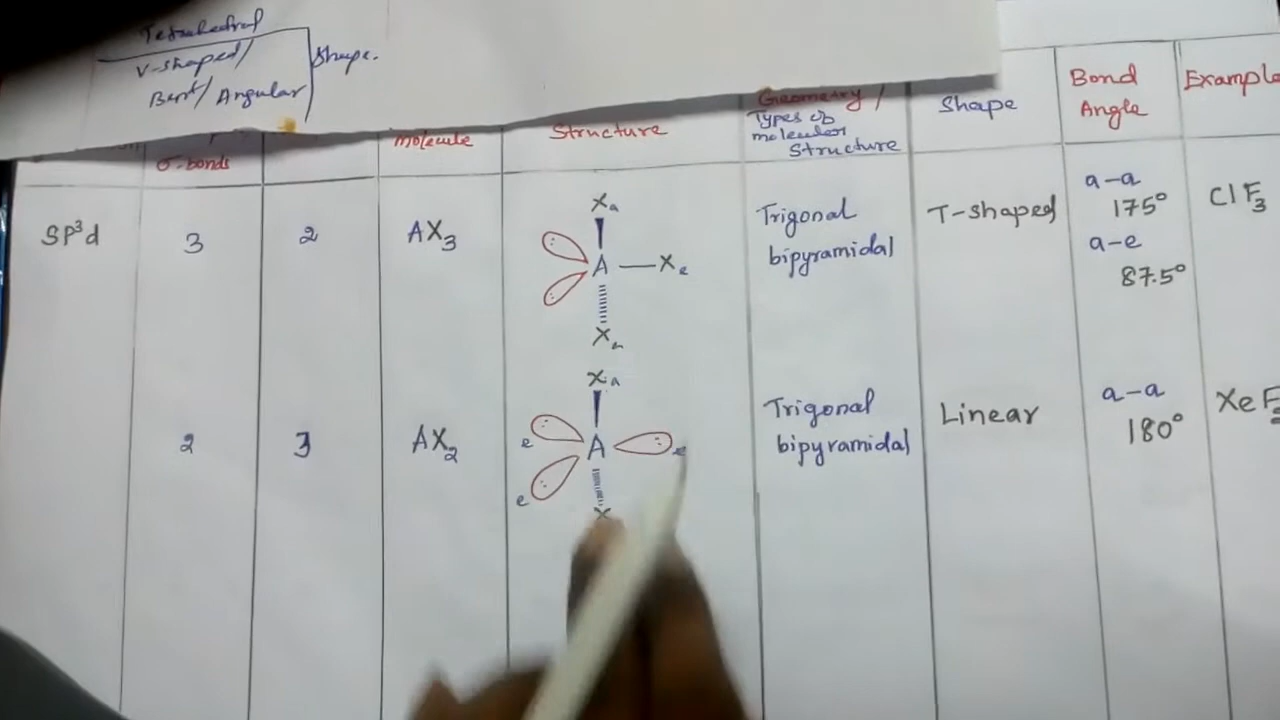 Tetrahedral
V-shaped/
Bent/ Angular
Shape.
σ-bonds
molecule
Structure
Geometry /
Types of
molecular
Structure
Shape
Bond
Angle
Example
SP³d
3
2
AX₃
Xₐ
A — Xₑ
Xₐ
Trigonal
bipyramidal
T-shaped
a-a
175°
a-e
87.5°
ClF₃
2
3
AX₂
Xₐ
e
A
e
e
X
Trigonal
bipyramidal
Linear
a-a
180°
XeF₂